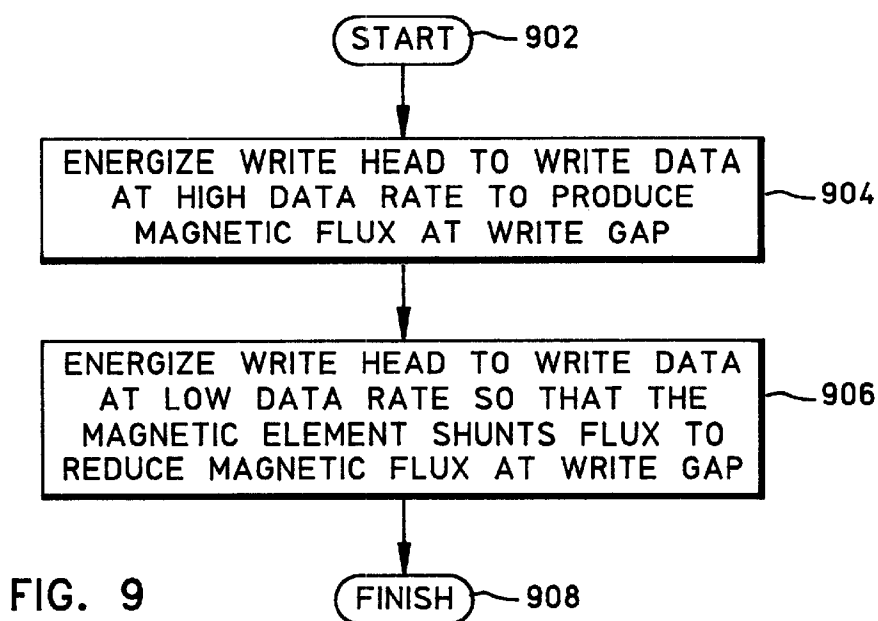 START 902
ENERGIZE WRITE HEAD TO WRITE DATA
AT HIGH DATA RATE TO PRODUCE
MAGNETIC FLUX AT WRITE GAP
904
ENERGIZE WRITE HEAD TO WRITE DATA
AT LOW DATA RATE SO THAT THE
MAGNETIC ELEMENT SHUNTS FLUX TO
REDUCE MAGNETIC FLUX AT WRITE GAP
906
FIG. 9
FINISH 908